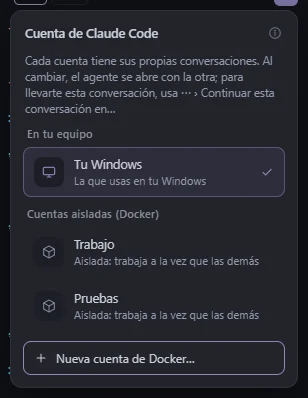 Cuenta de Claude Code
Cada cuenta tiene sus propias conversaciones. Al
cambiar, el agente se abre con la otra; para
llevarte esta conversación, usa ··· › Continuar esta
conversación en...
En tu equipo
Tu Windows
La que usas en tu Windows
Cuentas aisladas (Docker)
Trabajo
Aislada: trabaja a la vez que las demás
Pruebas
Aislada: trabaja a la vez que las demás
+ Nueva cuenta de Docker...